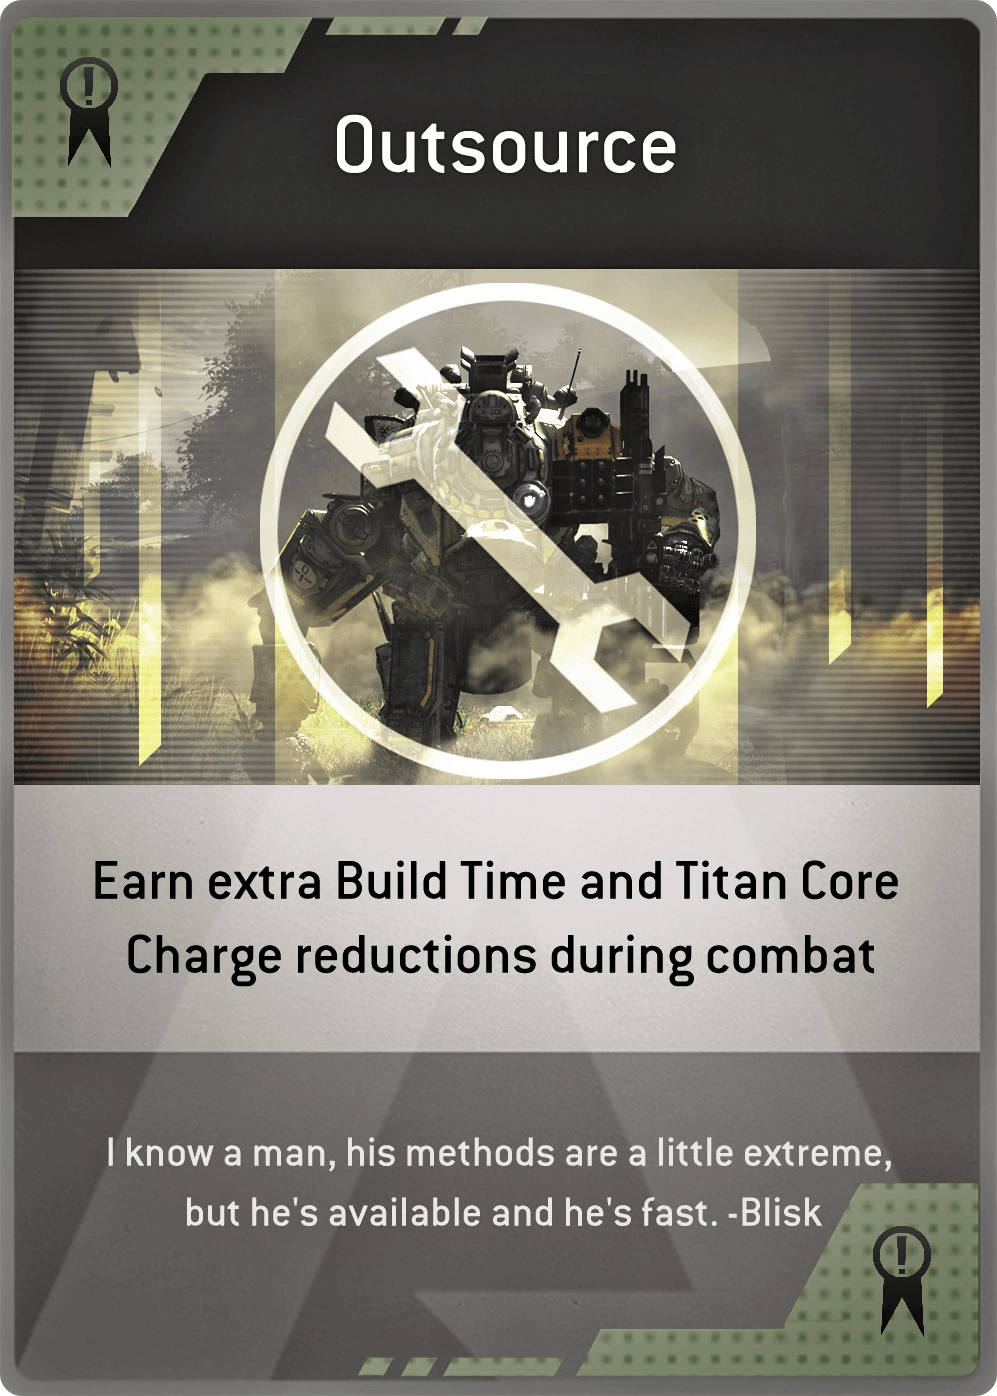 Outsource
Earn extra Build Time and Titan Core
Charge reductions during combat
I know a man, his methods are a little extreme,
but he's available and he's fast. -Blisk